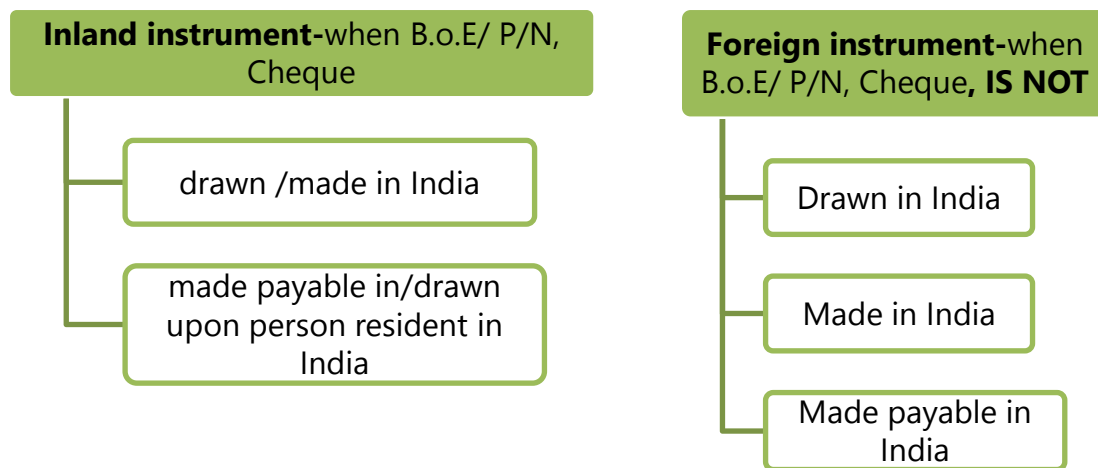 Inland instrument-when B.o.E/ P/N,
Cheque
drawn /made in India
made payable in/drawn
upon person resident in
India
Foreign instrument-when
B.o.E/ P/N, Cheque, IS NOT
Drawn in India
Made in India
Made payable in
India